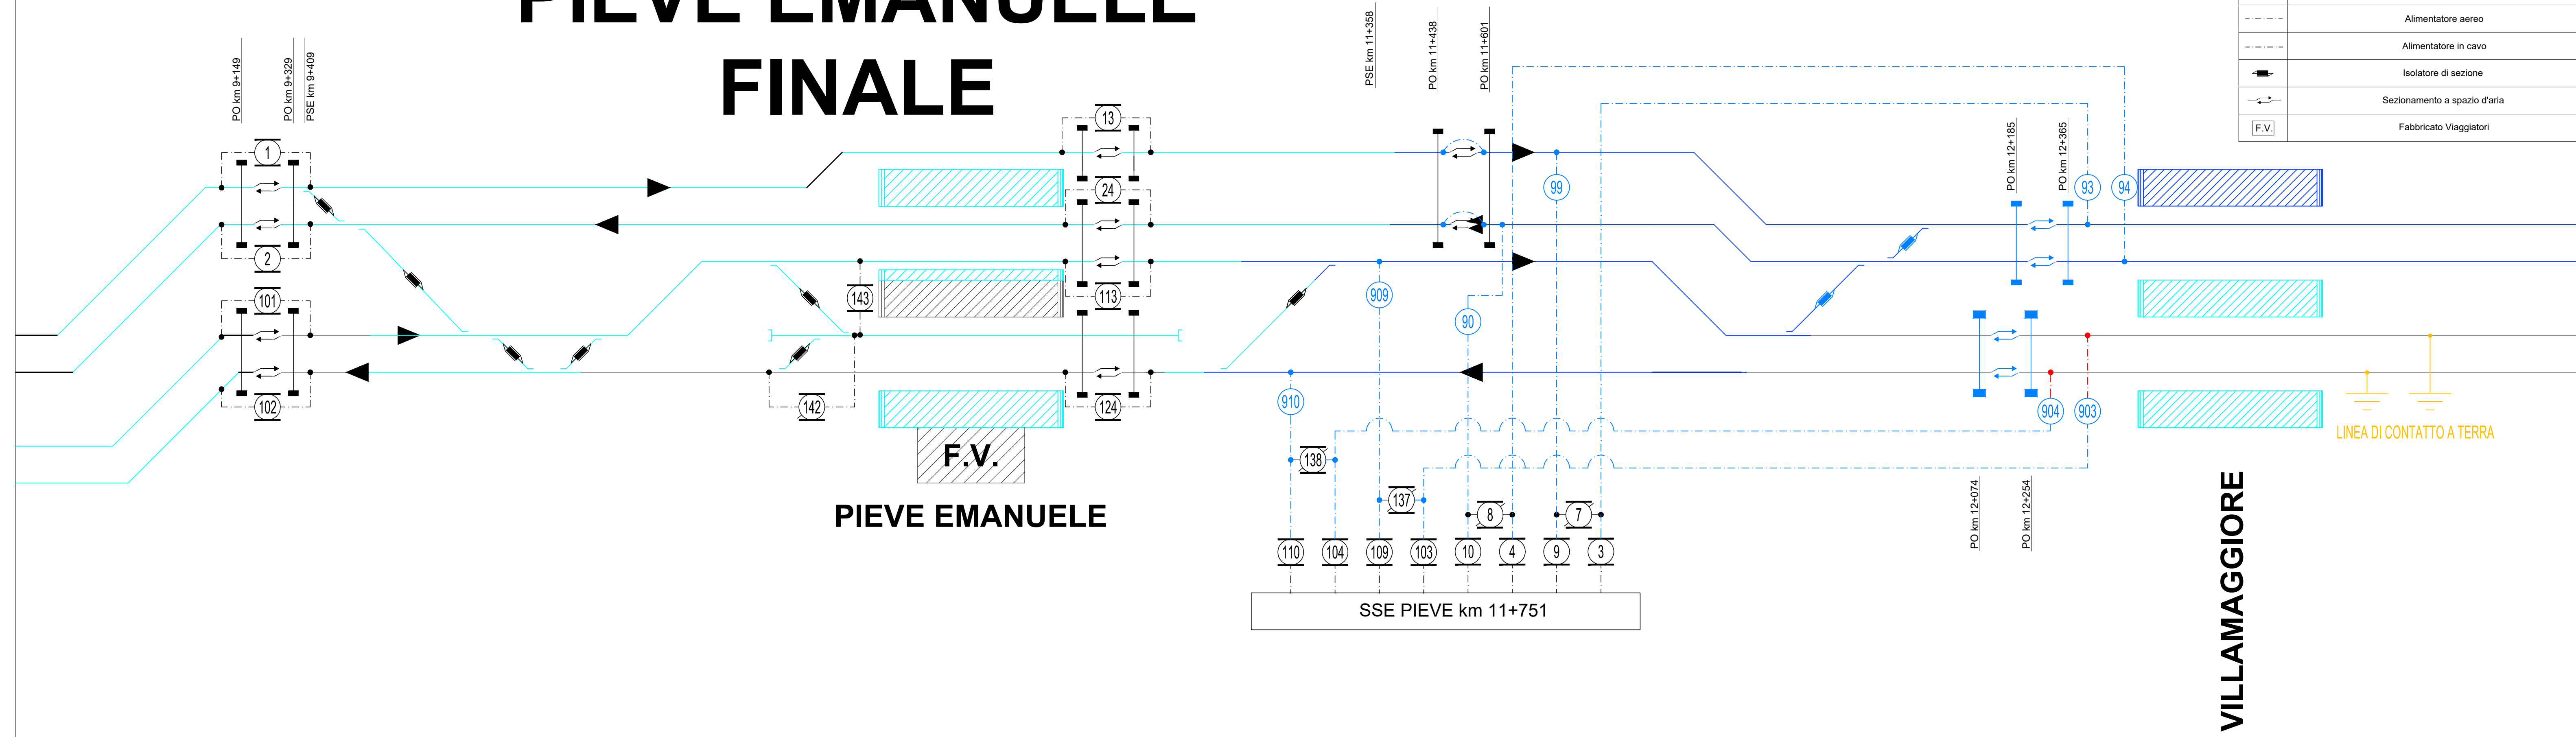 PIEVE EMANUELE
FINALE
PO km 9+149
PO km 9+329
PSE km 9+409
PSE km 11+358
PO km 11+438
PO km 11+601
Alimentatore aereo
Alimentatore in cavo
Isolatore di sezione
Sezionamento a spazio d'aria
F.V.
Fabbricato Viaggiatori
PO km 12+185
PO km 12+365
13
1
24
99
93
94
2
101
143
113
909
90
102
142
124
910
904
903
LINEA DI CONTATTO A TERRA
F.V.
138
137
8
7
PIEVE EMANUELE
PO km 12+074
PO km 12+254
110
104
109
103
10
4
9
3
SSE PIEVE km 11+751
VILLAMAGGIORE